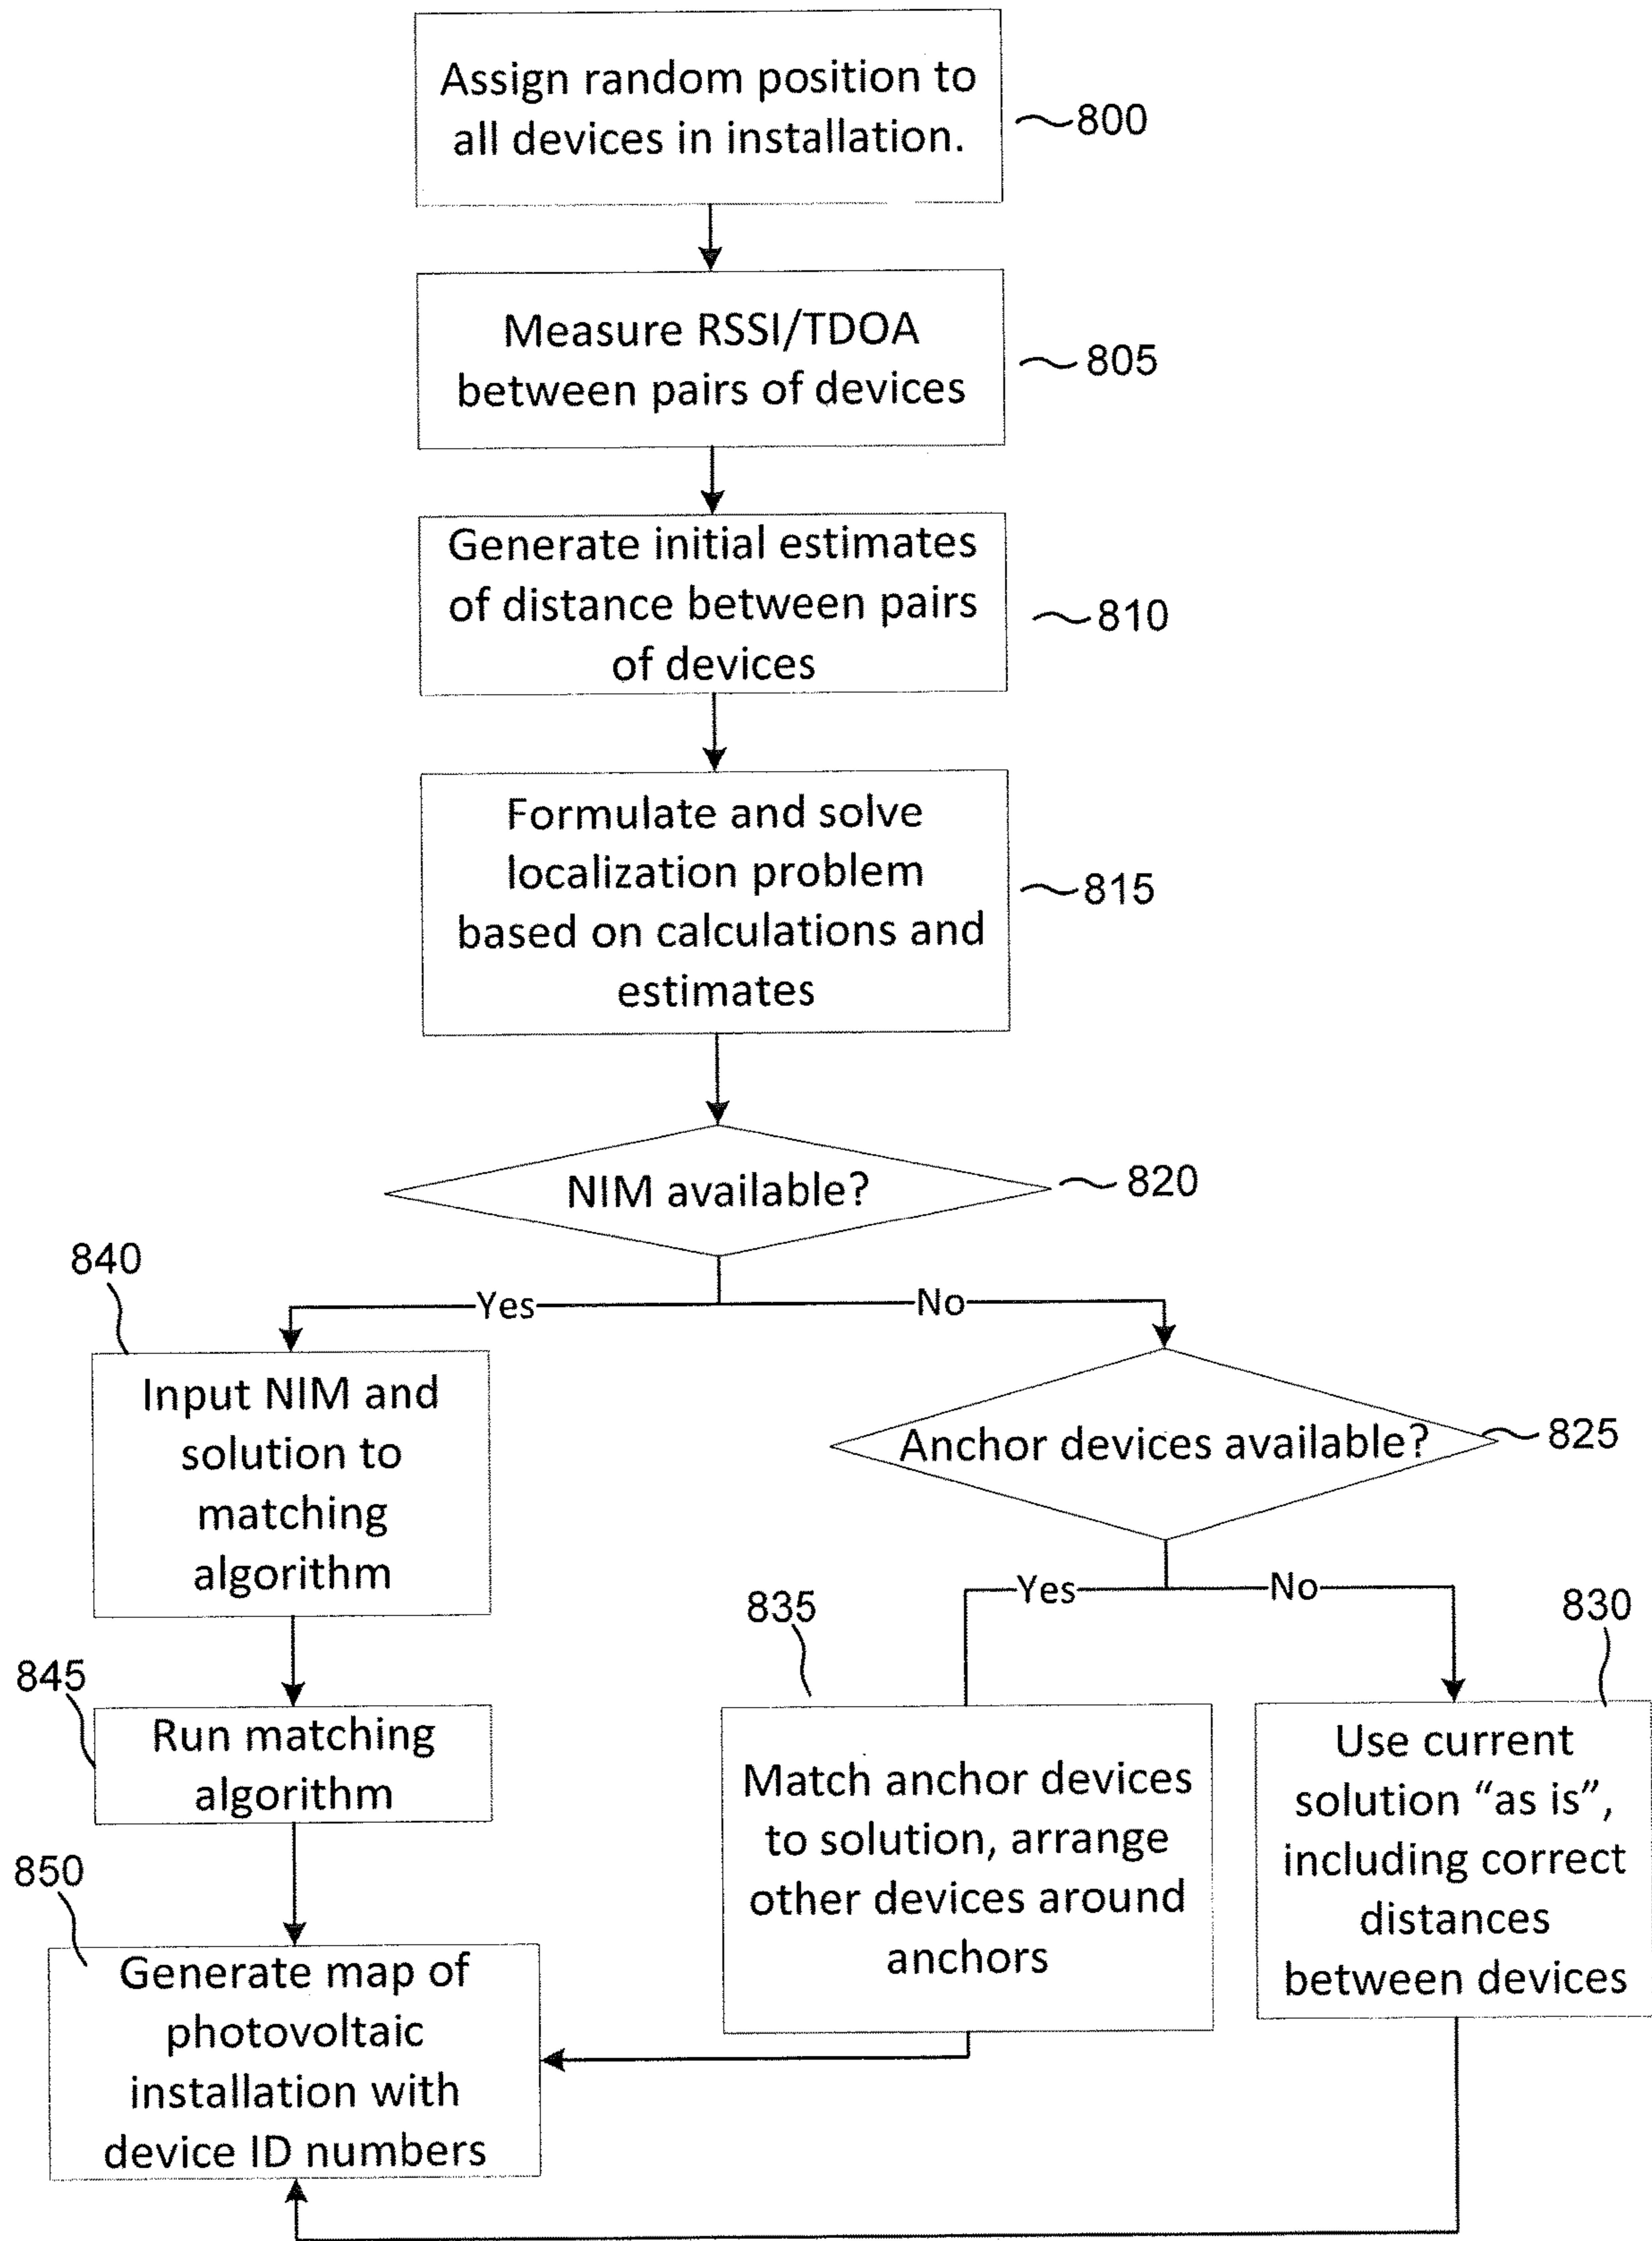 Assign random position to
all devices in installation.
800
Measure RSSI/TDOA
between pairs of devices
805
Generate initial estimates
of distance between pairs
of devices
810
Formulate and solve
localization problem
based on calculations and
estimates
815
NIM available?
820
Yes
No
840
Input NIM and
solution to
matching
algorithm
Anchor devices available?
825
Yes
No
845
Run matching
algorithm
835
Match anchor devices
to solution, arrange
other devices around
anchors
830
Use current
solution “as is”,
including correct
distances
between devices
850
Generate map of
photovoltaic
installation with
device ID numbers